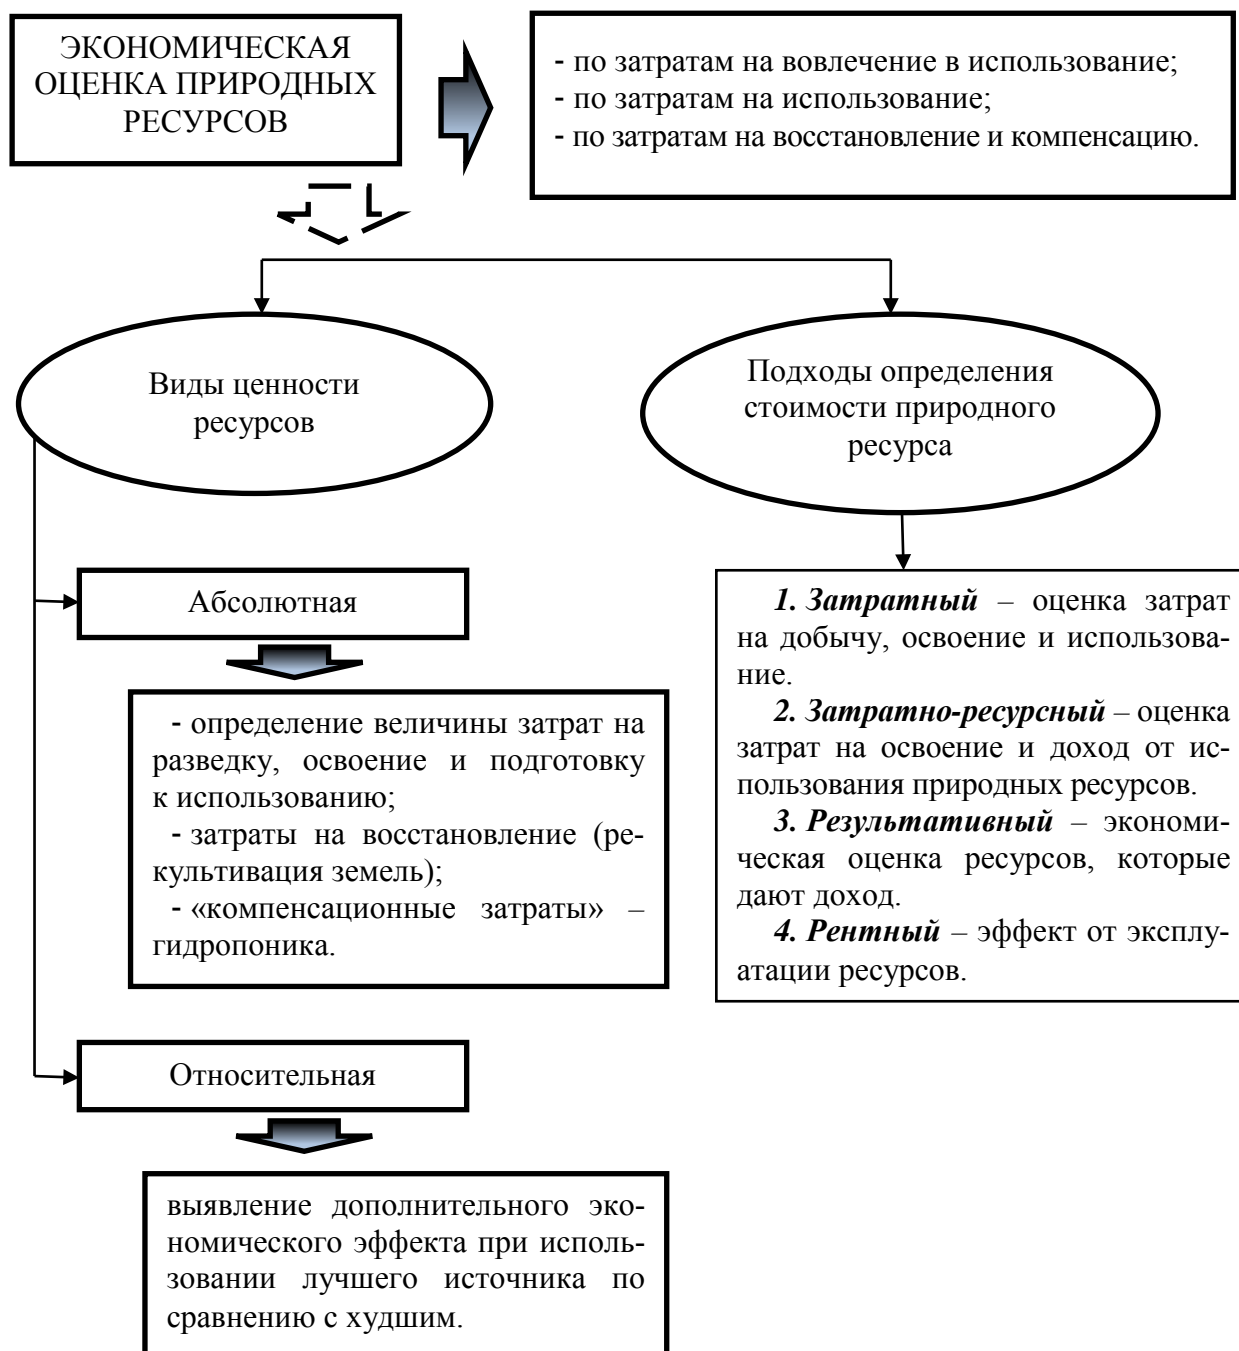 ЭКОНОМИЧЕСКАЯ
ОЦЕНКА ПРИРОДНЫХ
РЕСУРСОВ
- по затратам на вовлечение в использование;
- по затратам на использование;
- по затратам на восстановление и компенсацию.
Виды ценности
ресурсов
Подходы определения
стоимости природного
ресурса
Абсолютная
- определение величины затрат на
разведку, освоение и подготовку
к использованию;
- затраты на восстановление (ре-
культивация земель);
- «компенсационные затраты» –
гидропоника.
Относительная
выявление дополнительного эко-
номического эффекта при исполь-
зовании лучшего источника по
сравнению с худшим.
1. Затратный – оценка затрат
на добычу, освоение и использова-
ние.
2. Затратно-ресурсный – оценка
затрат на освоение и доход от ис-
пользования природных ресурсов.
3. Результативный – экономи-
ческая оценка ресурсов, которые
дают доход.
4. Рентный – эффект от эксплу-
атации ресурсов.